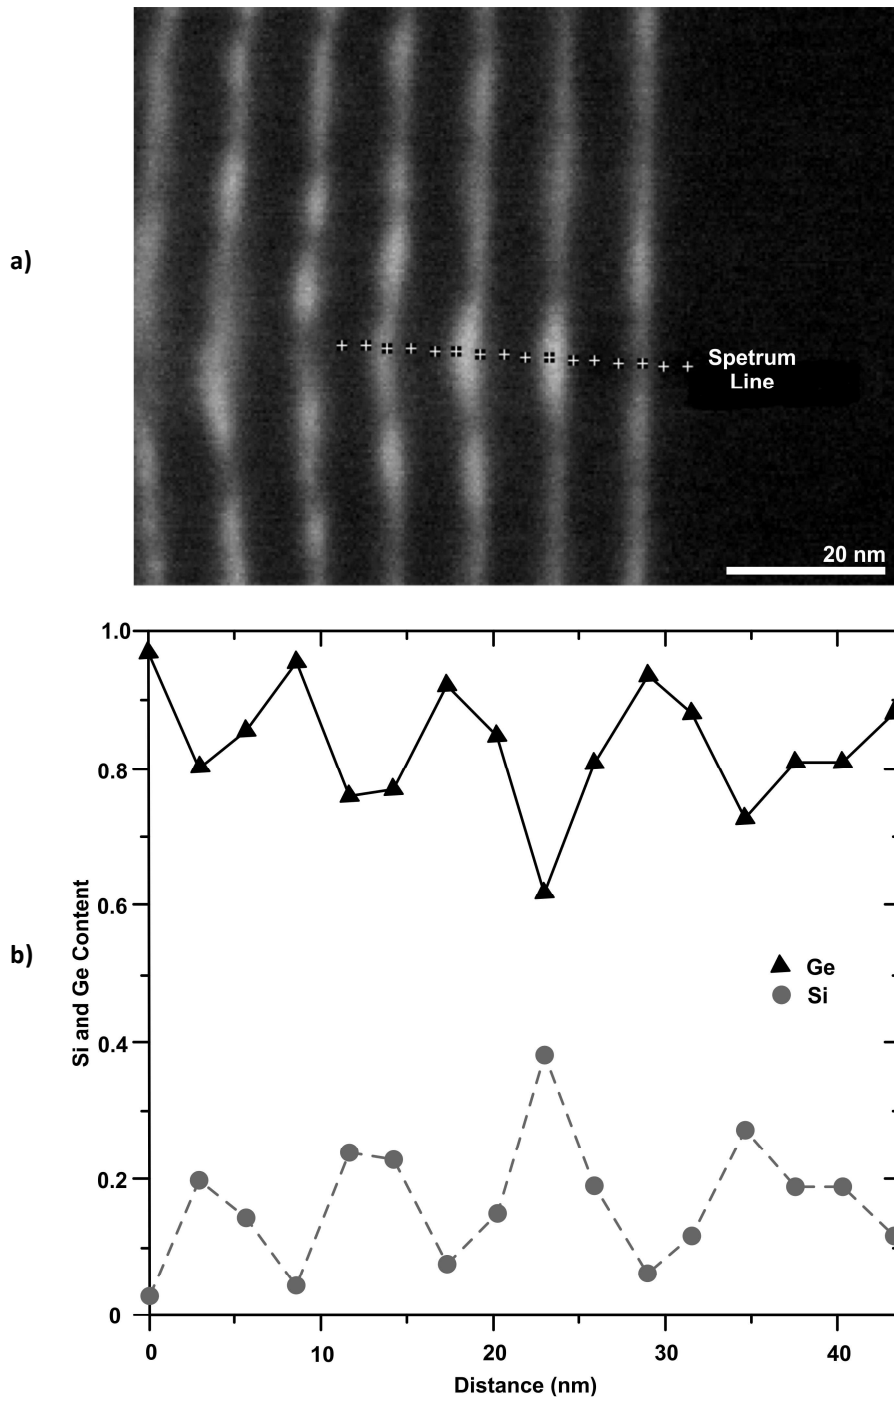 a)
Spetrum
Line
20 nm
b)
1.0
0.8
0.6
0.4
0.2
0
Si and Ge Content
Ge
Si
0 10 20 30 40
Distance (nm)